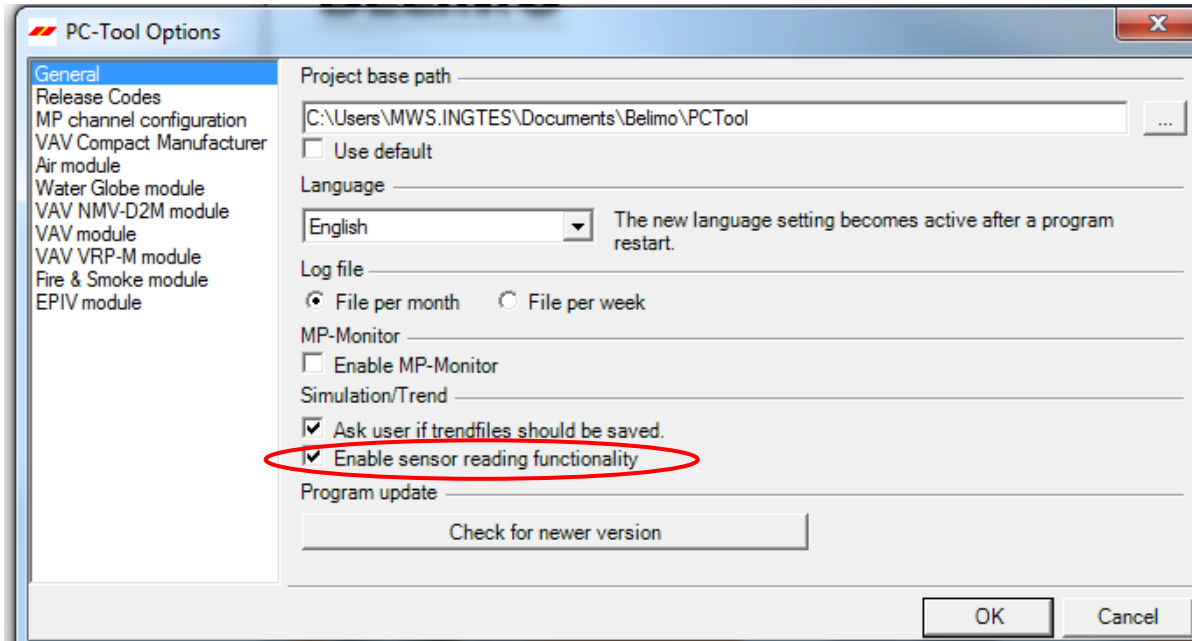 PC-Tool Options
General
Release Codes
MP channel configuration
VAV Compact Manufacturer
Air module
Water Globe module
VAV NMV-D2M module
VAV module
VAV VRP-M module
Fire & Smoke module
EPIV module
Project base path
C:\Users\MWS.INGTES\Documents\Belimo\PCTool
...
Use default
Language
English
The new language setting becomes active after a program
restart.
Log file
File per month File per week
MP-Monitor
Enable MP-Monitor
Simulation/Trend
Ask user if trendfiles should be saved.
Enable sensor reading functionality
Program update
Check for newer version
OK Cancel